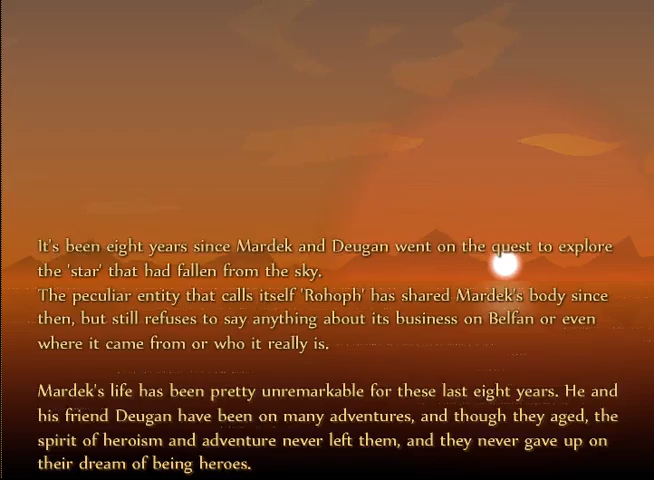 It's been eight years since Mardek and Deugan went on the quest to explore
the 'star' that had fallen from the sky.
The peculiar entity that calls itself 'Rohoph' has shared Mardek's body since
then, but still refuses to say anything about its business on Belfan or even
where it came from or who it really is.
Mardek's life has been pretty unremarkable for these last eight years. He and
his friend Deugan have been on many adventures, and though they aged, the
spirit of heroism and adventure never left them, and they never gave up on
their dream of being heroes.